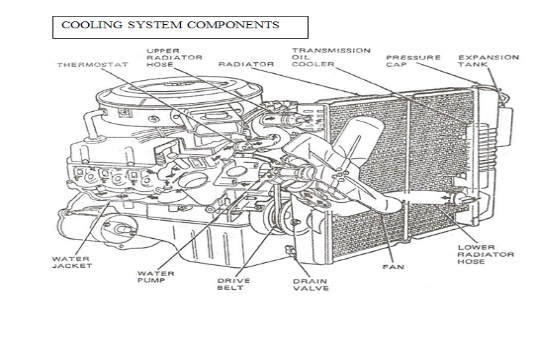 COOLING SYSTEM COMPONENTS
UPPER
RADIATOR
HOSE
THERMOSTAT
RADIATOR
TRANSMISSION
OIL
COOLER
PRESSURE
CAP
EXPANSION
TANK
WATER
JACKET
WATER
PUMP
DRIVE
BELT
DRAIN
VALVE
FAN
LOWER
RADIATOR
HOSE